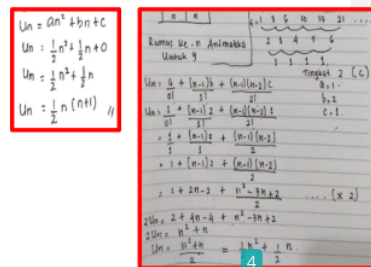 Un = an² + bn + c
Un = 1/2 n² + 1/2 n + 0
Un = 1/2 n² + 1/2 n
Un = 1/2 n (n+1) //
n n
1 3 6 10 15 21 ....
2 3 4 5 6
1 1 1 1
Rumus ke-n
Untuk
Tingkat 2 (c)
a = 1
b = 2
c = 1
Un = a/0! + (n-1)b/1! + (n-1)(n-2)c/2!
Un = 1/0! + (n-1)2/1! + (n-1)(n-2)1/2!
= 1/1 + (n-1)2/1 + (n-1)(n-2)/2
= 1 + (n-1)2 + (n-1)(n-2)/2
= 1 + 2n - 2 + n² - 3n + 2/2 .... (x 2)
2Un = 2 + 4n - 4 + n² - 3n + 2
2Un = n² + n
Un = n² + n/2 = 1/2 n² + 1/2 n
4